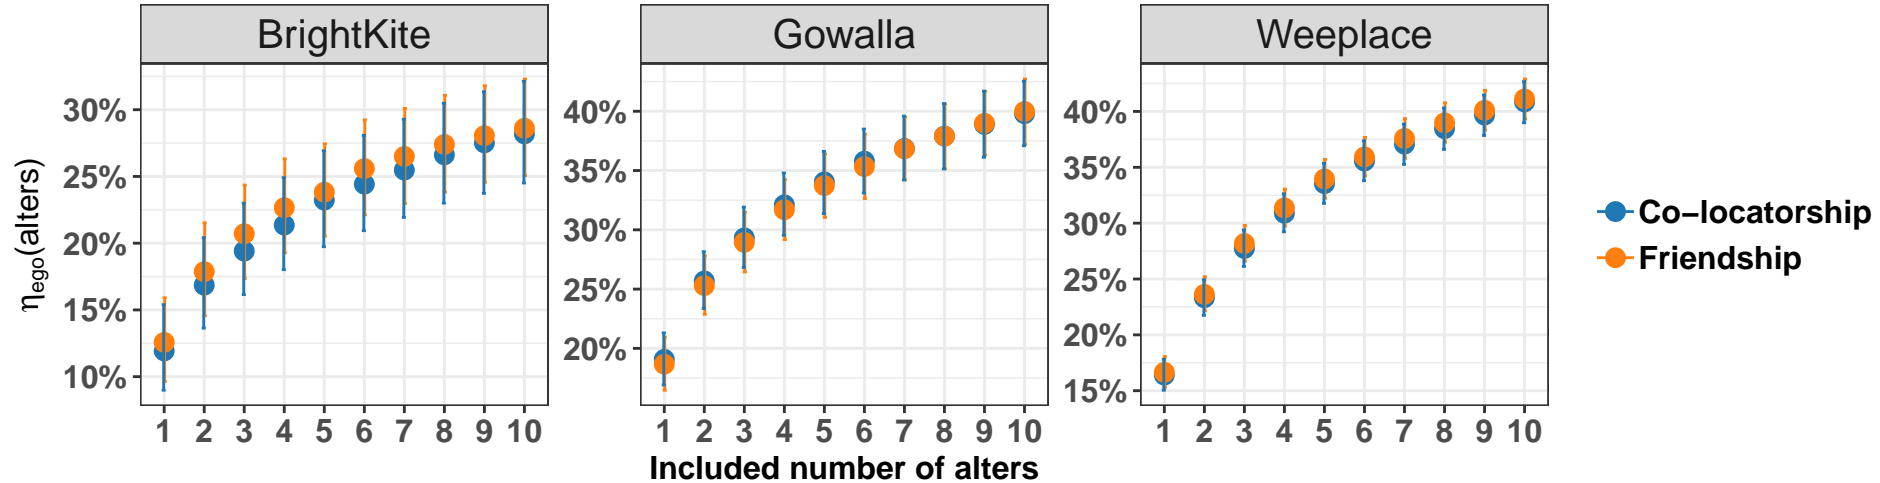 BrightKite Gowalla Weeplace
ηego(alters)
30%
25%
20%
15%
10%
40%
35%
30%
25%
20%
40%
35%
30%
25%
20%
15%
1 2 3 4 5 6 7 8 9 10
1 2 3 4 5 6 7 8 9 10
1 2 3 4 5 6 7 8 9 10
Included number of alters
Co−locatorship
Friendship